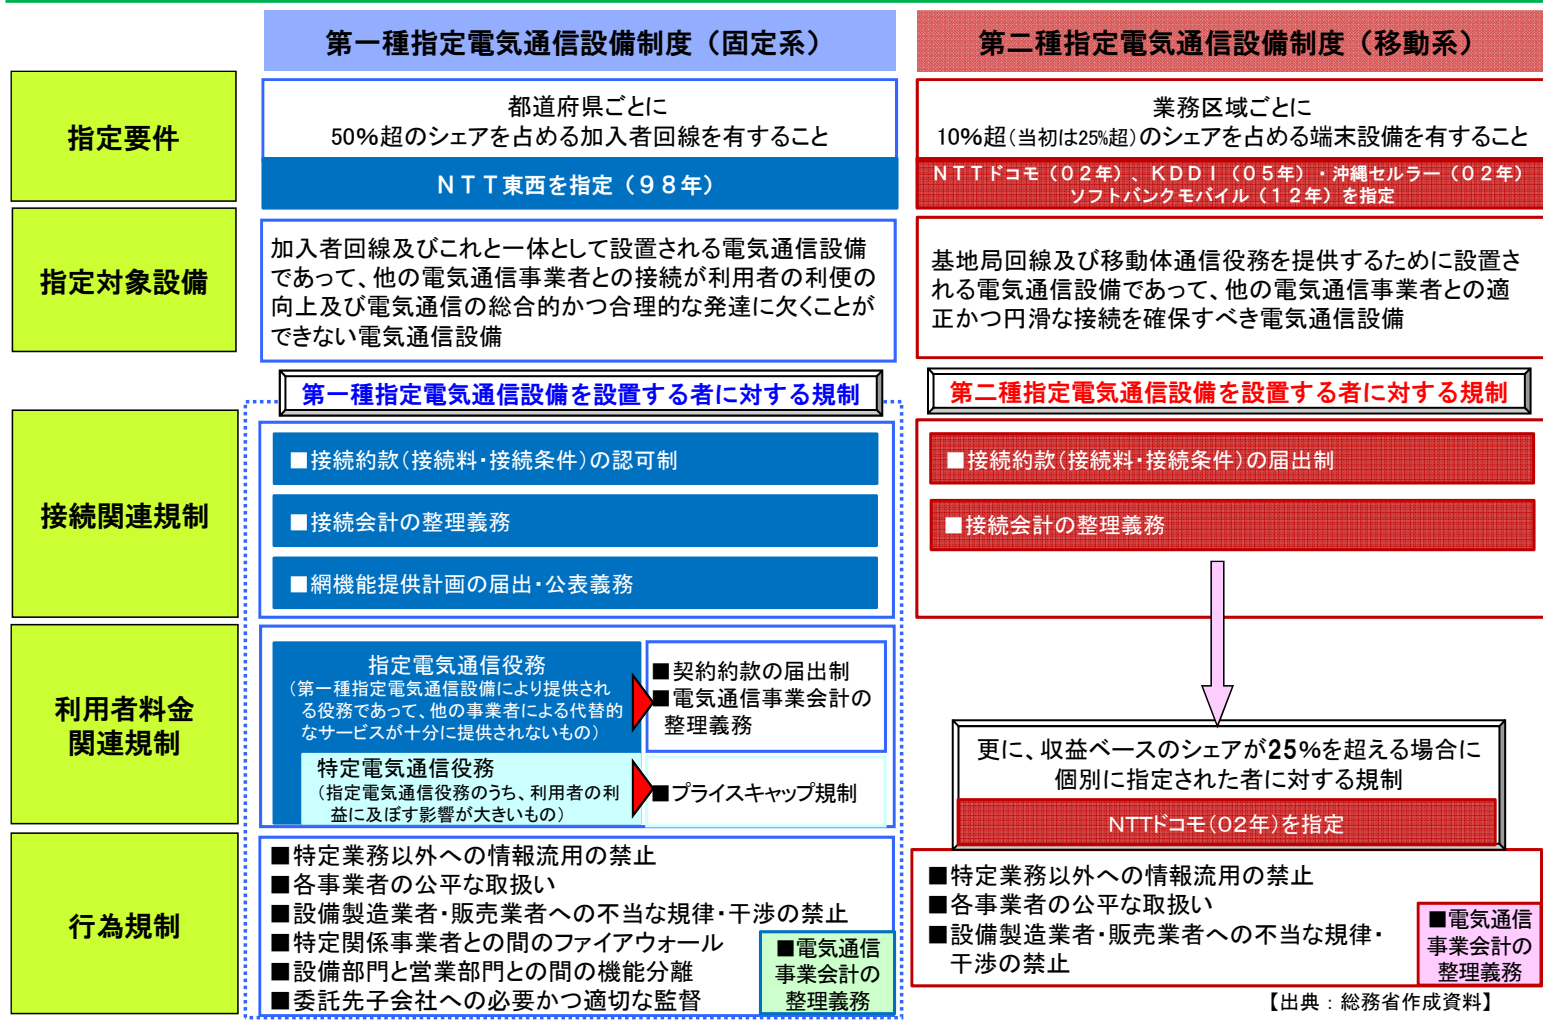 第一種指定電気通信設備制度（固定系）
第二種指定電気通信設備制度（移動系）
指定要件
都道府県ごとに
50%超のシェアを占める加入者回線を有すること
ＮＴＴ東西を指定（９８年）
業務区域ごとに
10%超(当初は25%超)のシェアを占める端末設備を有すること
ＮＴＴドコモ（０２年）、ＫＤＤＩ（０５年）・沖縄セルラー（０２年）
ソフトバンクモバイル（１２年）を指定
指定対象設備
加入者回線及びこれと一体として設置される電気通信設備
であって、他の電気通信事業者との接続が利用者の利便の
向上及び電気通信の総合的かつ合理的な発達に欠くことが
できない電気通信設備
基地局回線及び移動体通信役務を提供するために設置さ
れる電気通信設備であって、他の電気通信事業者との適
正かつ円滑な接続を確保すべき電気通信設備
第一種指定電気通信設備を設置する者に対する規制
第二種指定電気通信設備を設置する者に対する規制
接続関連規制
■接続約款(接続料・接続条件)の認可制
■接続会計の整理義務
■網機能提供計画の届出・公表義務
■接続約款(接続料・接続条件)の届出制
■接続会計の整理義務
利用者料金
関連規制
指定電気通信役務
（第一種指定電気通信設備により提供され
る役務であって、他の事業者による代替的
なサービスが十分に提供されないもの）
■契約約款の届出制
■電気通信事業会計の
整理義務
特定電気通信役務
(指定電気通信役務のうち、利用者の利
益に及ぼす影響が大きいもの)
■プライスキャップ規制
更に、収益ベースのシェアが25%を超える場合に
個別に指定された者に対する規制
NTTドコモ(02年)を指定
行為規制
■特定業務以外への情報流用の禁止
■各事業者の公平な取扱い
■設備製造業者・販売業者への不当な規律・干渉の禁止
■特定関係事業者との間のファイアウォール
■設備部門と営業部門との間の機能分離
■委託先子会社への必要かつ適切な監督
■電気通信
事業会計の
整理義務
■特定業務以外への情報流用の禁止
■各事業者の公平な取扱い
■設備製造業者・販売業者への不当な規律・
干渉の禁止
■電気通信
事業会計の
整理義務
【出典：総務省作成資料】